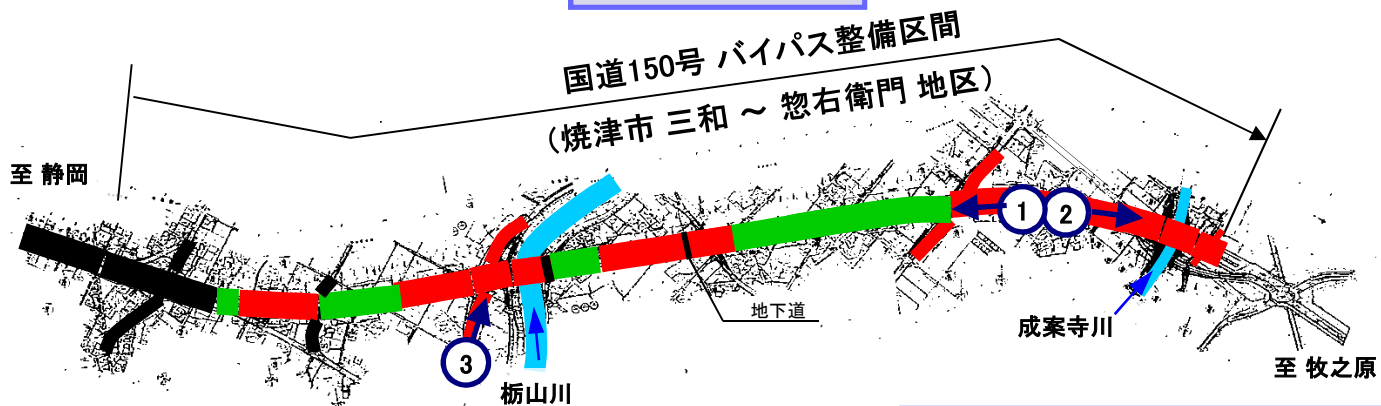 国道150号 バイパス整備区間
(焼津市 三和 ～ 惣右衛門 地区)
至 静岡
1
2
地下道
成案寺川
3
至 牧之原
栃山川